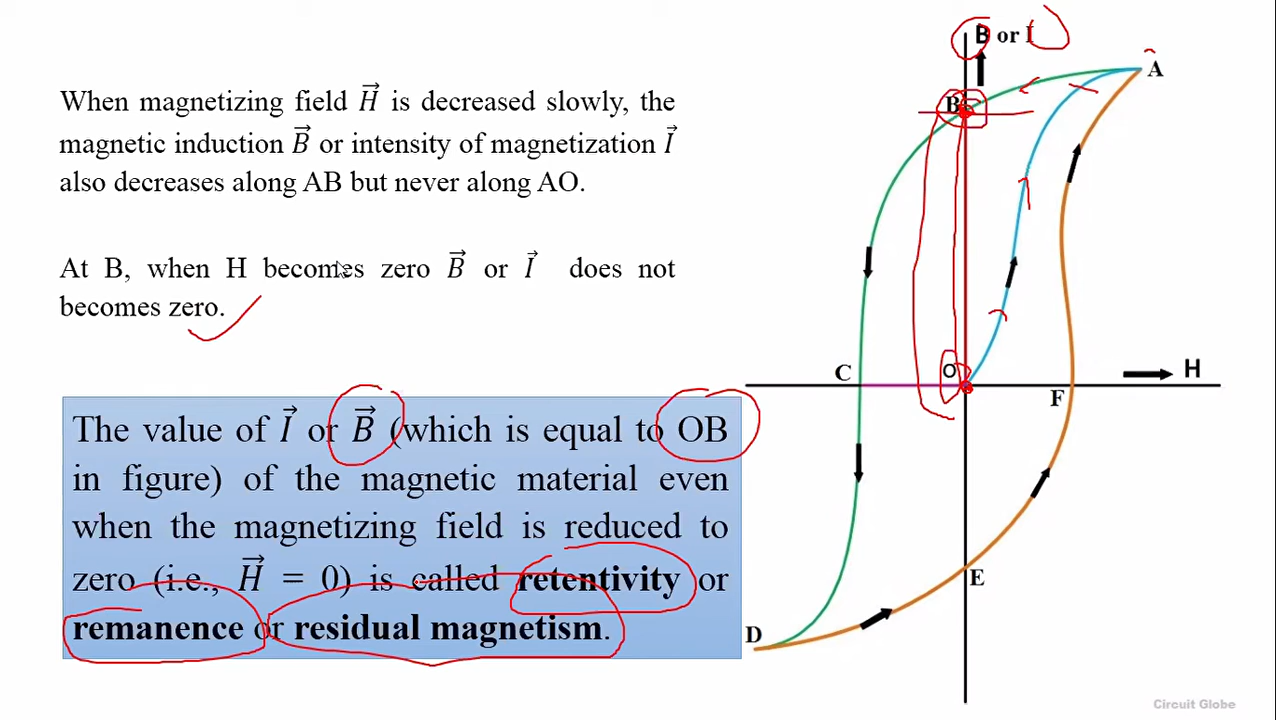 When magnetizing field H⃗ is decreased slowly, the
magnetic induction B⃗ or intensity of magnetization I⃗
also decreases along AB but never along AO.
At B, when H becomes zero B⃗ or I⃗ does not
becomes zero.
The value of I⃗ or B⃗ (which is equal to OB
in figure) of the magnetic material even
when the magnetizing field is reduced to
zero (i.e., H⃗ = 0) is called retentivity or
remanence or residual magnetism.
B or I
A
B
C
O
H
F
E
D
Circuit Globe